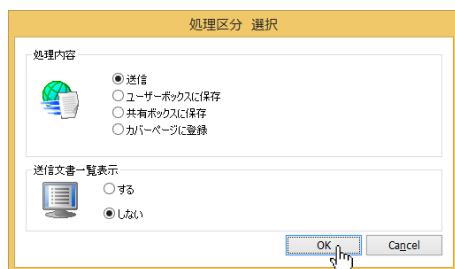 処理区分 選択
処理内容
送信
ユーザーボックスに保存
共有ボックスに保存
カバーページに登録
送信文書一覧表示
する
しない
OK Cancel